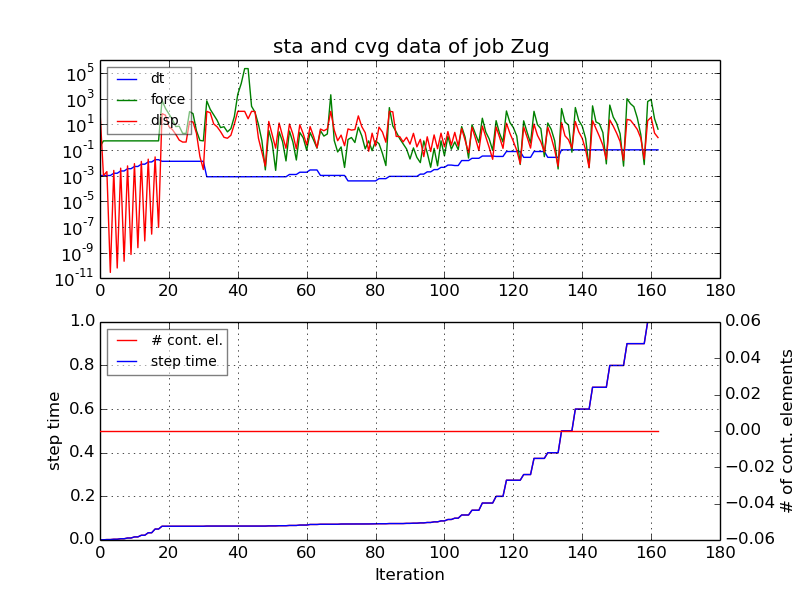 sta and cvg data of job Zug
dt
force
disp
10^5
10^3
10^1
10^-1
10^-3
10^-5
10^-7
10^-9
10^-11
0 20 40 60 80 100 120 140 160 180
# cont. el.
step time
step time
1.0
0.8
0.6
0.4
0.2
0.0
0.06
0.04
0.02
0.00
−0.02
−0.04
−0.06
# of cont. elements
0 20 40 60 80 100 120 140 160 180
Iteration